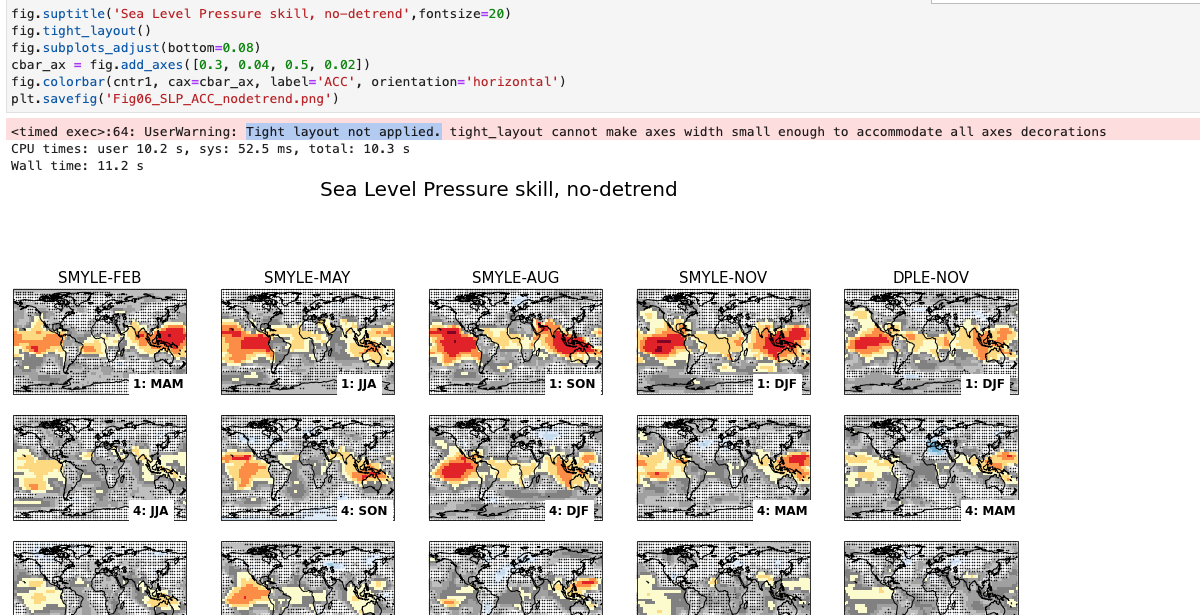 fig.suptitle('Sea Level Pressure skill, no-detrend',fontsize=20)
fig.tight_layout()
fig.subplots_adjust(bottom=0.08)
cbar_ax = fig.add_axes([0.3, 0.04, 0.5, 0.02])
fig.colorbar(cntr1, cax=cbar_ax, label='ACC', orientation='horizontal')
plt.savefig('Fig06_SLP_ACC_nodetrend.png')
<timed exec>:64: UserWarning: Tight layout not applied. tight_layout cannot make axes width small enough to accommodate all axes decorations
CPU times: user 10.2 s, sys: 52.5 ms, total: 10.3 s
Wall time: 11.2 s
Sea Level Pressure skill, no-detrend
SMYLE-FEB SMYLE-MAY SMYLE-AUG SMYLE-NOV DPLE-NOV
1: MAM 1: JJA 1: SON 1: DJF 1: DJF
4: JJA 4: SON 4: DJF 4: MAM 4: MAM